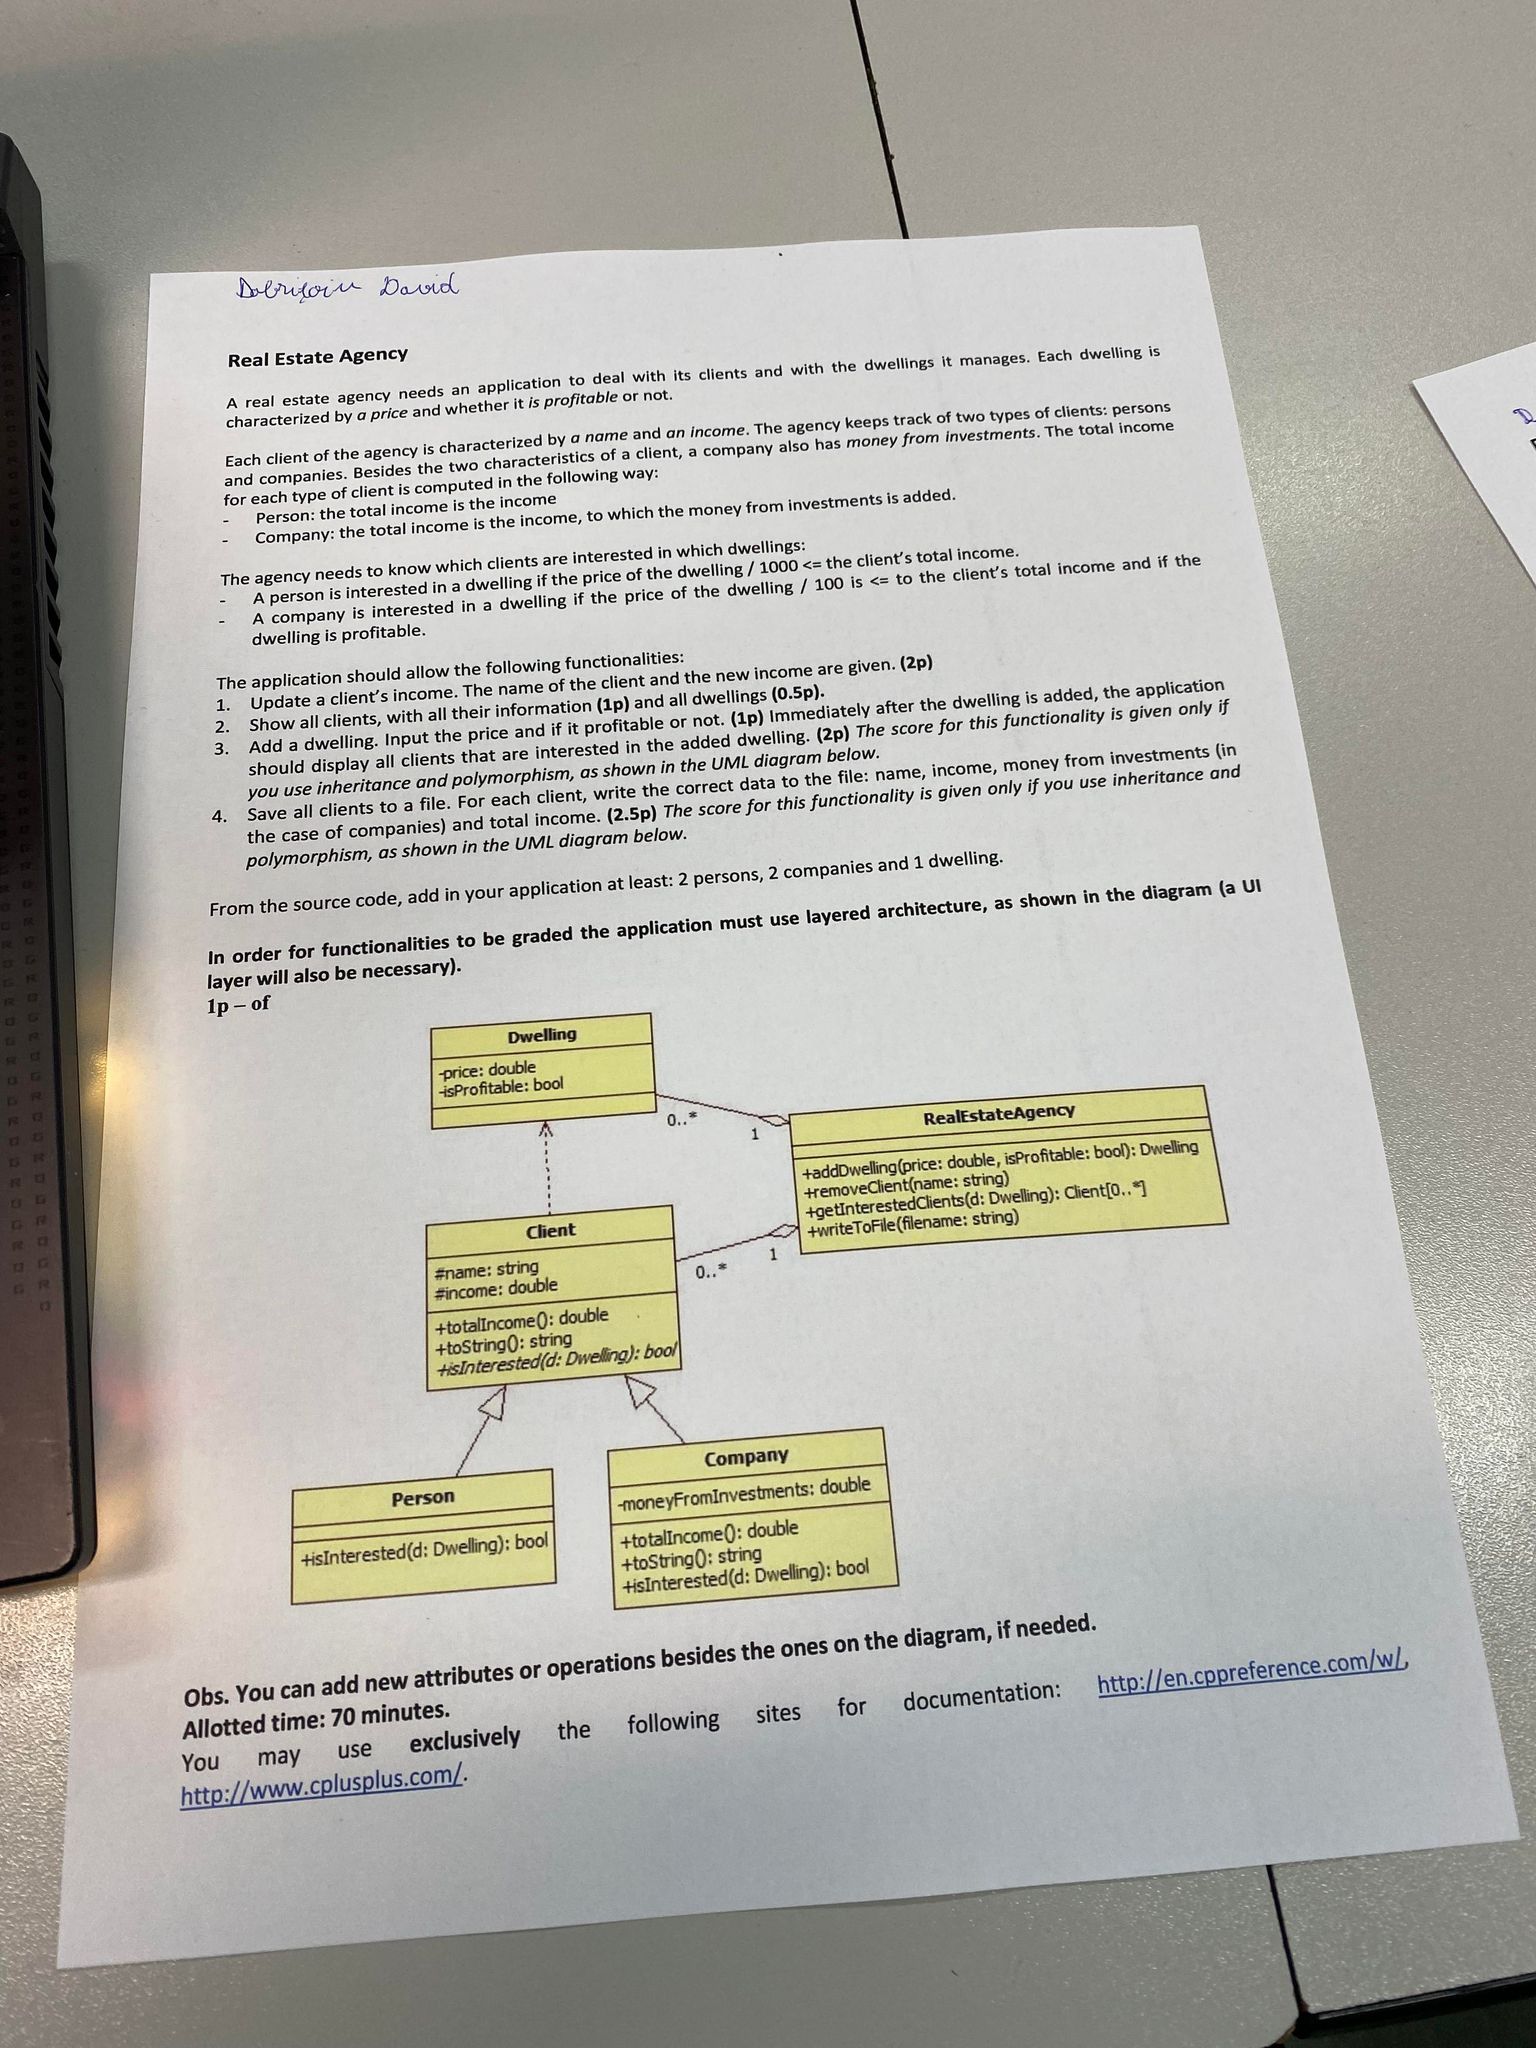 David
Real Estate Agency
A real estate agency needs an application to deal with its clients and with the dwellings it manages. Each dwelling is
characterized by a price and whether it is profitable or not.
Each client of the agency is characterized by a name and an income. The agency keeps track of two types of clients: persons
and companies. Besides the two characteristics of a client, a company also has money from investments. The total income
for each type of client is computed in the following way:
- Person: the total income is the income
- Company: the total income is the income, to which the money from investments is added.
The agency needs to know which clients are interested in which dwellings:
- A person is interested in a dwelling if the price of the dwelling / 1000 <= the client's total income.
- A company is interested in a dwelling if the price of the dwelling / 100 is <= to the client's total income and if the
dwelling is profitable.
The application should allow the following functionalities:
1. Update a client's income. The name of the client and the new income are given. (2p)
2. Show all clients, with all their information (1p) and all dwellings (0.5p).
3. Add a dwelling. Input the price and if it profitable or not. (1p) Immediately after the dwelling is added, the application
should display all clients that are interested in the added dwelling. (2p) The score for this functionality is given only if
you use inheritance and polymorphism, as shown in the UML diagram below.
4. Save all clients to a file. For each client, write the correct data to the file: name, income, money from investments (in
the case of companies) and total income. (2.5p) The score for this functionality is given only if you use inheritance and
polymorphism, as shown in the UML diagram below.
From the source code, add in your application at least: 2 persons, 2 companies and 1 dwelling.
In order for functionalities to be graded the application must use layered architecture, as shown in the diagram (a UI
layer will also be necessary).
1p – of
Dwelling
-price: double
-isProfitable: bool
0..*
1
RealEstateAgency
+addDwelling(price: double, isProfitable: bool): Dwelling
+removeClient(name: string)
+getInterestedClients(d: Dwelling): Client[0..*]
+writeToFile(filename: string)
Client
#name: string
#income: double
+totalIncome(): double
+toString(): string
+isInterested(d: Dwelling): bool
0..*
1
Person
+isInterested(d: Dwelling): bool
Company
-moneyFromInvestments: double
+totalIncome(): double
+toString(): string
+isInterested(d: Dwelling): bool
Obs. You can add new attributes or operations besides the ones on the diagram, if needed.
Allotted time: 70 minutes.
You may use exclusively the following sites for documentation: http://en.cppreference.com/w/,
http://www.cplusplus.com/.